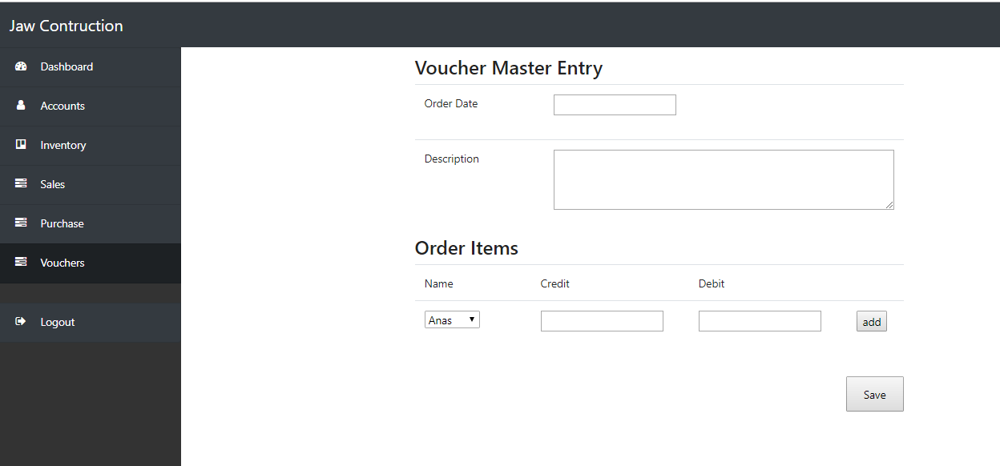 Jaw Contruction
Dashboard
Accounts
Inventory
Sales
Purchase
Vouchers
Logout
Voucher Master Entry
Order Date
Description
Order Items
Name Credit Debit
Anas add
Save